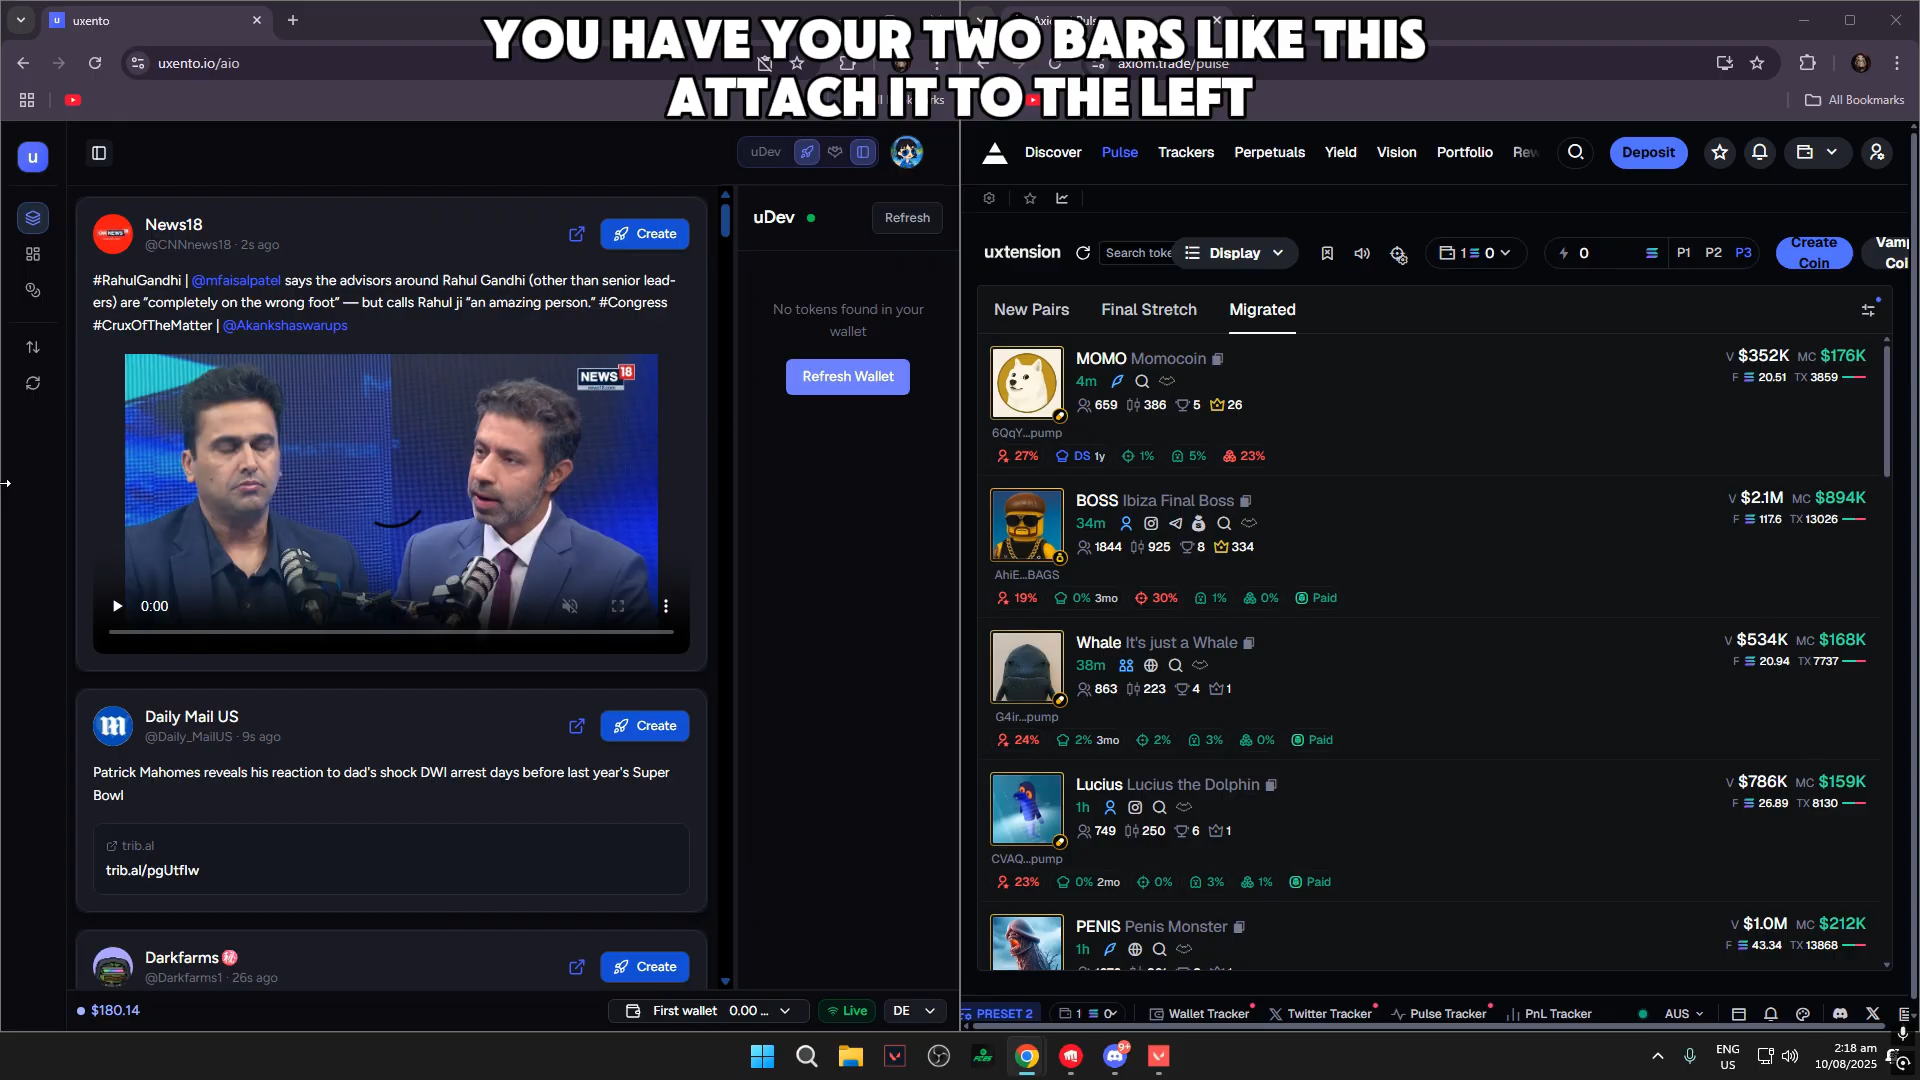 YOU HAVE YOUR TWO BARS LIKE THIS
ATTACH IT TO THE LEFT
uxento
uxento.io/aio
axiom.trade/pulse
All Bookmarks
u
uDev
News18
@CNNnews18 · 2s ago
Create
#RahulGandhi | @mfaisalpatel says the advisors around Rahul Gandhi (other than senior lead-
ers) are "completely on the wrong foot" — but calls Rahul ji "an amazing person." #Congress
#CruxOfTheMatter | @Akankshaswarups
NEWS 18
0:00
Daily Mail US
@Daily_MailUS · 9s ago
Create
Patrick Mahomes reveals his reaction to dad's shock DWI arrest days before last year's Super
Bowl
trib.al
trib.al/pgUtfIw
Darkfarms
@Darkfarms1 · 26s ago
Create
uDev
Refresh
No tokens found in your
wallet
Refresh Wallet
$180.14
First wallet 0.00 ...
Live
DE
Discover Pulse Trackers Perpetuals Yield Vision Portfolio Rew
Deposit
uxtension
Search toke
Display
1 0
0
P1 P2 P3
Create
Coin
Vamp
Coi
New Pairs Final Stretch Migrated
MOMO Momocoin
V $352K MC $176K
4m
F 20.51 TX 3859
659 386 5 26
6QqY...pump
27% DS 1y 1% 5% 23%
BOSS Ibiza Final Boss
V $2.1M MC $894K
34m
F 117.6 TX 13026
1844 925 8 334
AhiE...BAGS
19% 0% 3mo 30% 1% 0% Paid
Whale It's just a Whale
V $534K MC $168K
38m
F 20.94 TX 7737
863 223 4 1
G4ir...pump
24% 2% 3mo 2% 3% 0% Paid
Lucius Lucius the Dolphin
V $786K MC $159K
1h
F 26.89 TX 8130
749 250 6 1
CVAQ...pump
23% 0% 2mo 0% 3% 1% Paid
PENIS Penis Monster
V $1.0M MC $212K
1h
F 43.34 TX 13868
PRESET 2
1 0
Wallet Tracker
Twitter Tracker
Pulse Tracker
PnL Tracker
AUS
9+
ENG
US
2:18 am
10/08/2025